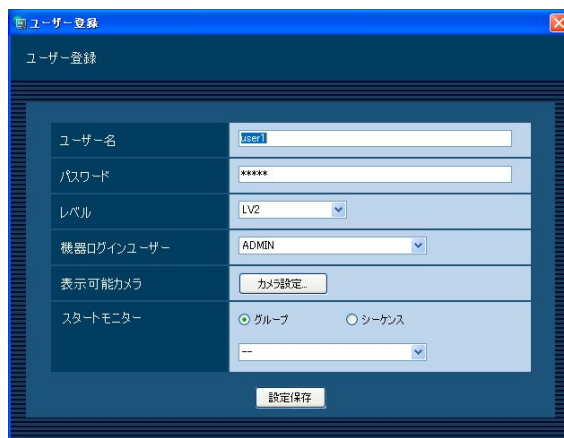 ユーザー登録
ユーザー登録
ユーザー名 user1
パスワード *****
レベル LV2
機器ログインユーザー ADMIN
表示可能カメラ カメラ設定...
スタートモニター グループ シーケンス
--
設定保存